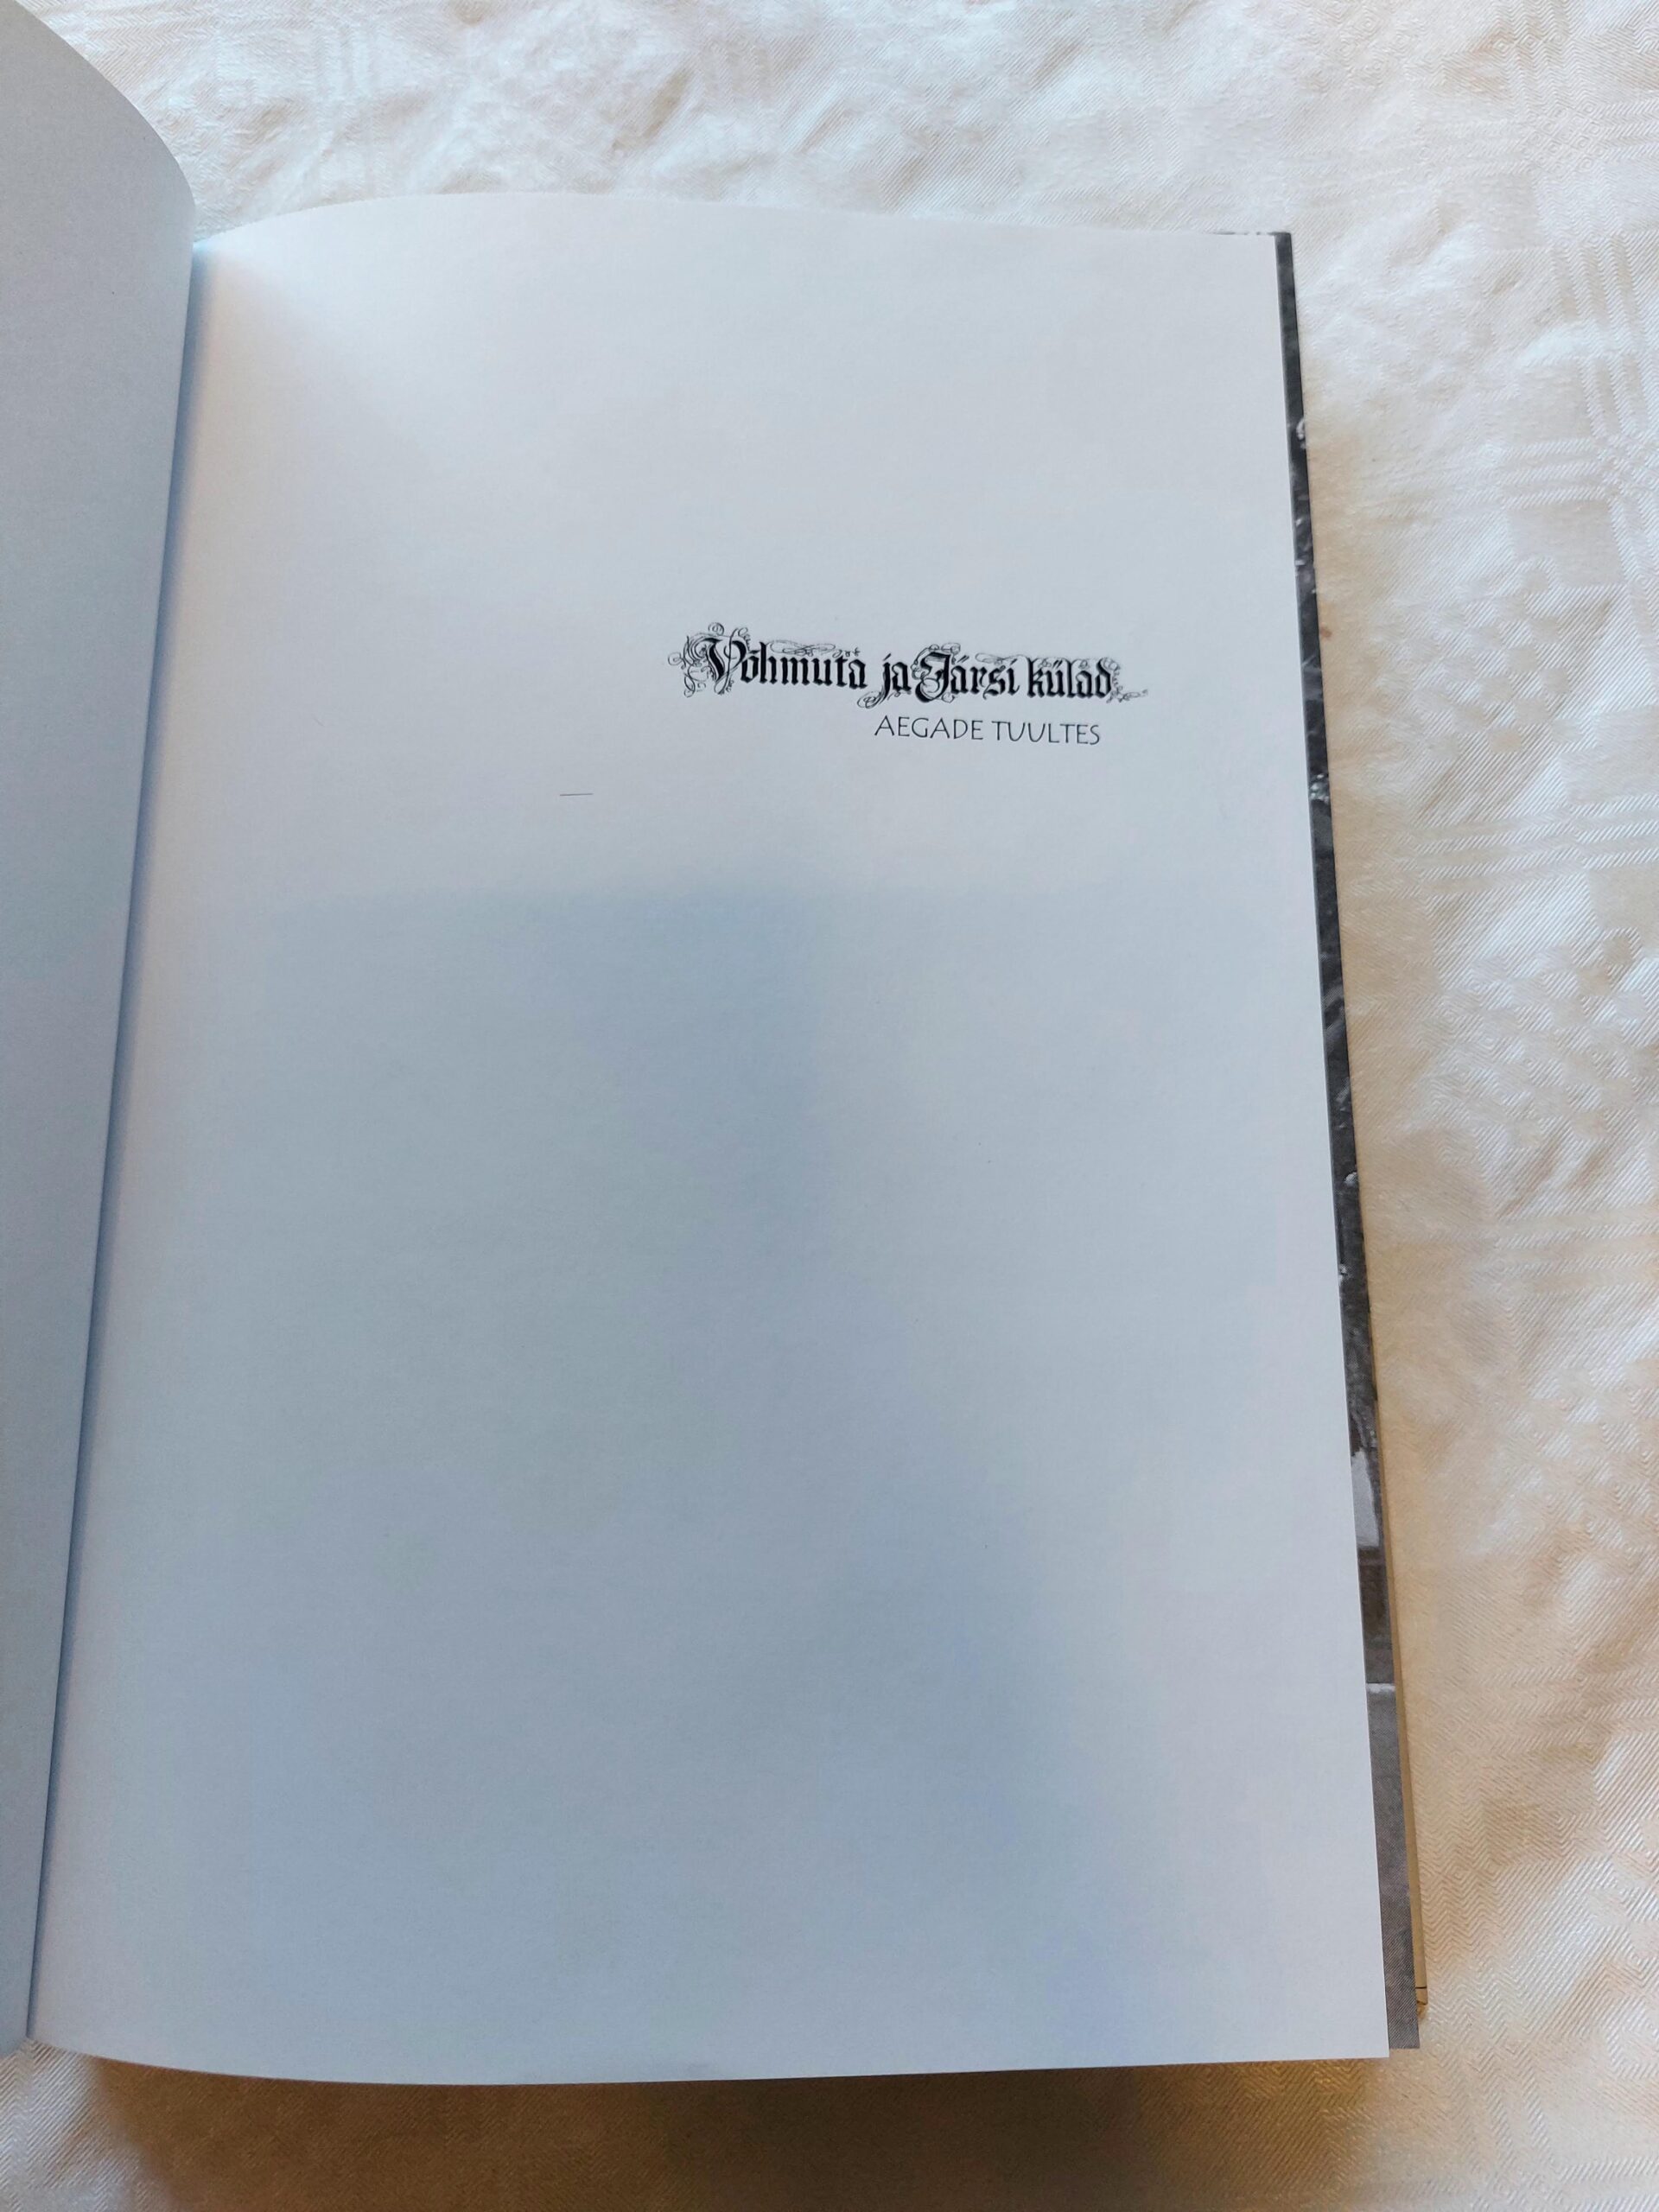 Võhmuta ja Järsi külad
AEGADE TUULTES